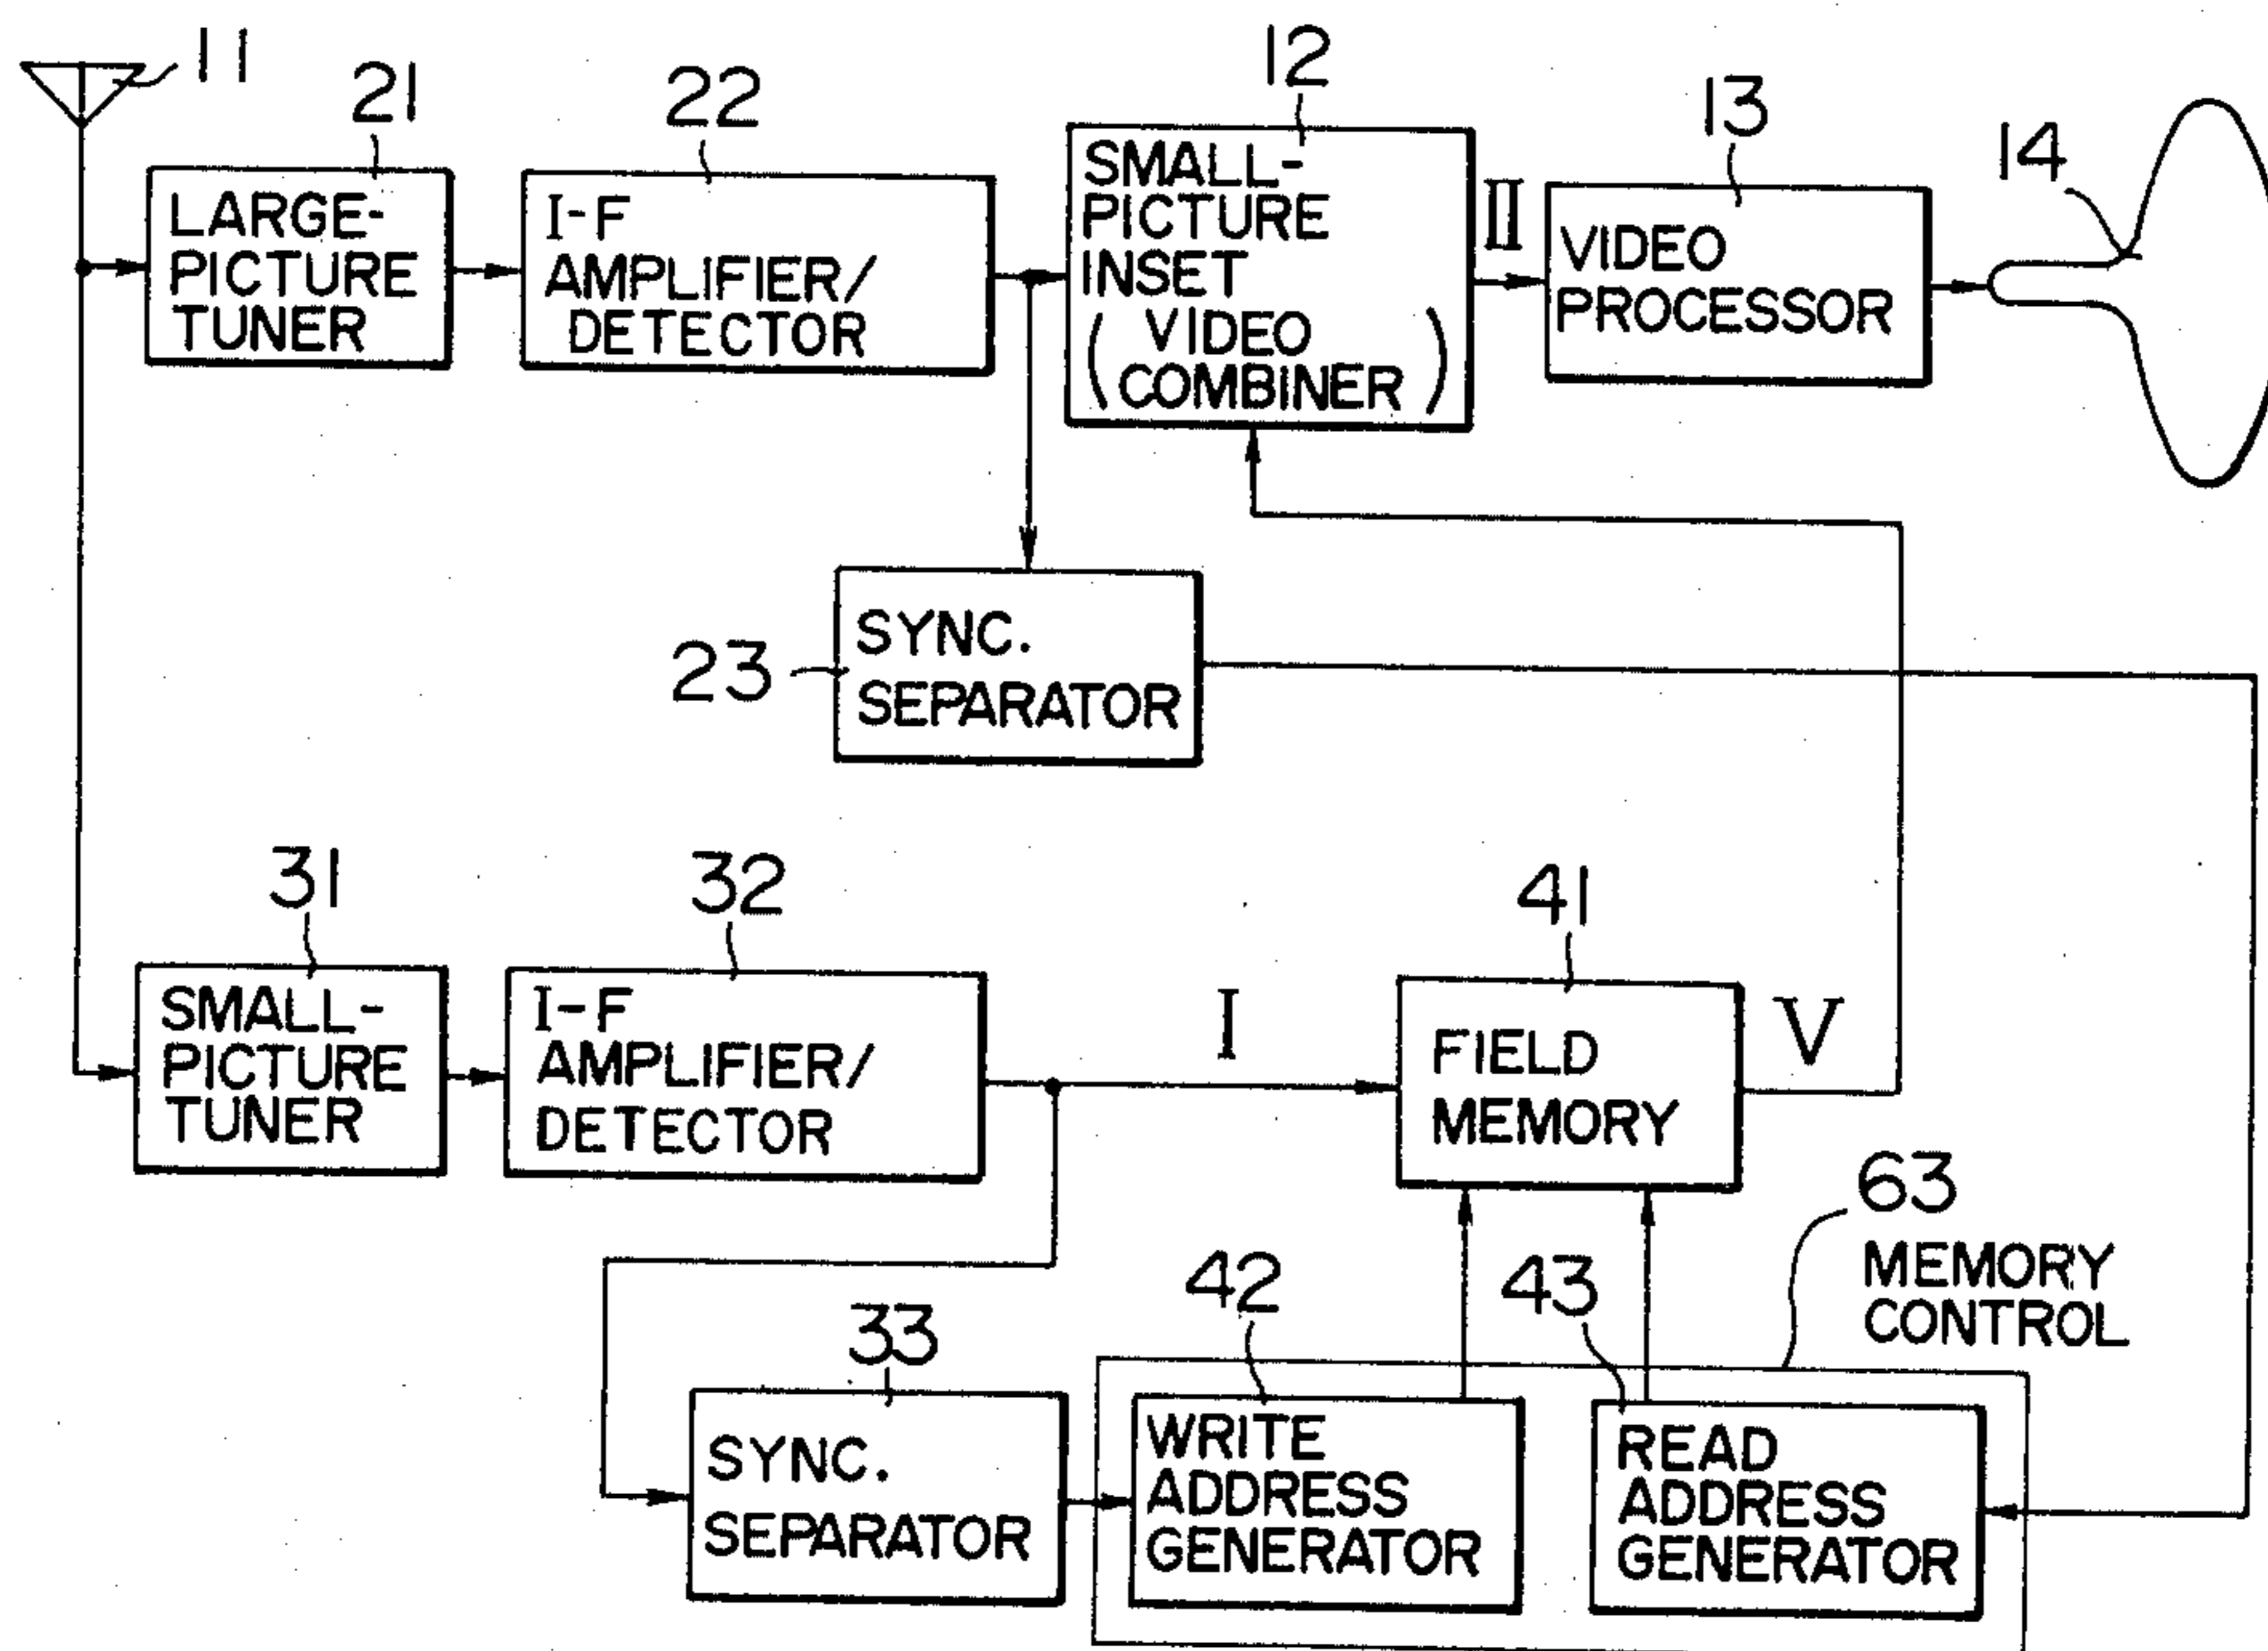 11
21
LARGE-
PICTURE
TUNER
22
I-F
AMPLIFIER/
DETECTOR
12
SMALL-
PICTURE
INSET
( VIDEO
COMBINER )
II
13
VIDEO
PROCESSOR
14
23
SYNC.
SEPARATOR
31
SMALL-
PICTURE
TUNER
32
I-F
AMPLIFIER/
DETECTOR
I
41
FIELD
MEMORY
V
63
MEMORY
CONTROL
33
SYNC.
SEPARATOR
42
WRITE
ADDRESS
GENERATOR
43
READ
ADDRESS
GENERATOR